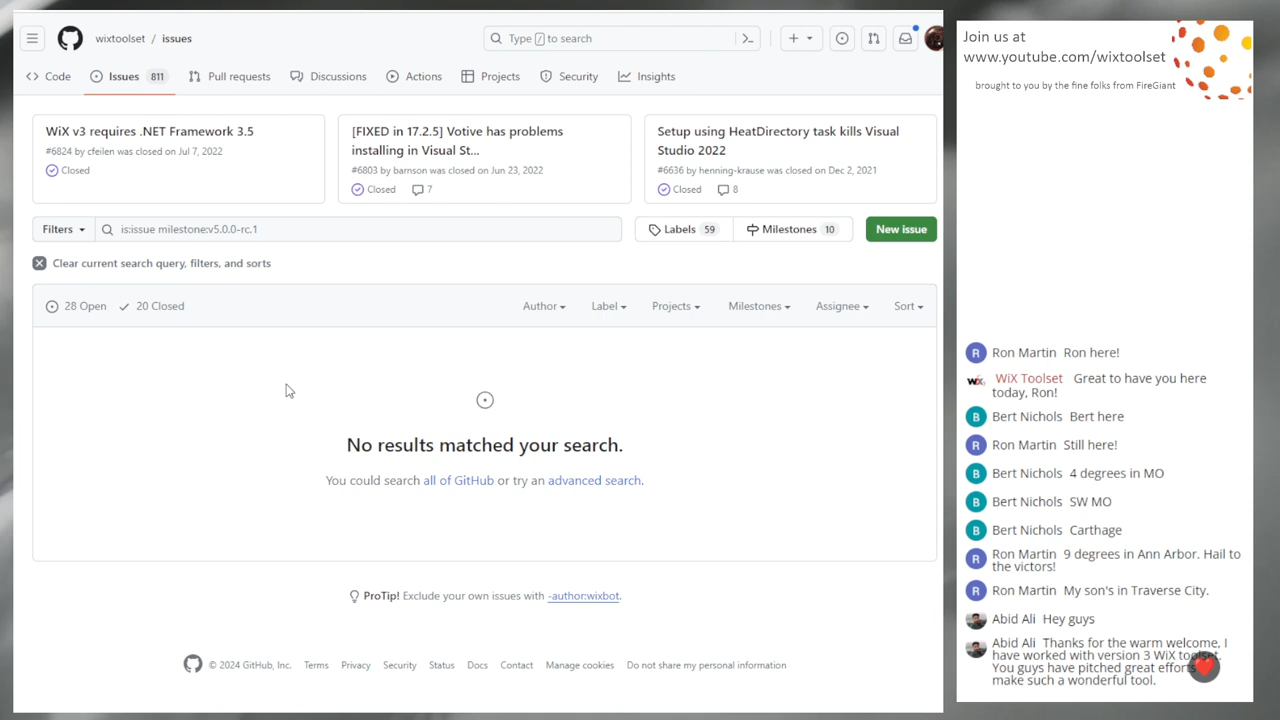 wixtoolset / issues
Type / to search
Code
Issues 811
Pull requests
Discussions
Actions
Projects
Security
Insights
WiX v3 requires .NET Framework 3.5
#6824 by cfeilen was closed on Jul 7, 2022
Closed
[FIXED in 17.2.5] Votive has problems
installing in Visual St...
#6803 by barnson was closed on Jun 23, 2022
Closed 7
Setup using HeatDirectory task kills Visual
Studio 2022
#6636 by henning-krause was closed on Dec 2, 2021
Closed 8
Filters
is:issue milestone:v5.0.0-rc.1
Labels 59
Milestones 10
New issue
Clear current search query, filters, and sorts
28 Open
20 Closed
Author
Label
Projects
Milestones
Assignee
Sort
No results matched your search.
You could search all of GitHub or try an advanced search.
ProTip! Exclude your own issues with -author:wixbot.
© 2024 GitHub, Inc.
Terms
Privacy
Security
Status
Docs
Contact
Manage cookies
Do not share my personal information
Join us at
www.youtube.com/wixtoolset
brought to you by the fine folks from FireGiant
R Ron Martin Ron here!
WiX WiX Toolset Great to have you here
today, Ron!
B Bert Nichols Bert here
R Ron Martin Still here!
B Bert Nichols 4 degrees in MO
B Bert Nichols SW MO
B Bert Nichols Carthage
R Ron Martin 9 degrees in Ann Arbor. Hail to
the victors!
R Ron Martin My son's in Traverse City.
Abid Ali Hey guys
Abid Ali Thanks for the warm welcome, I
have worked with version 3 WiX toolset.
You guys have pitched great efforts
make such a wonderful tool.